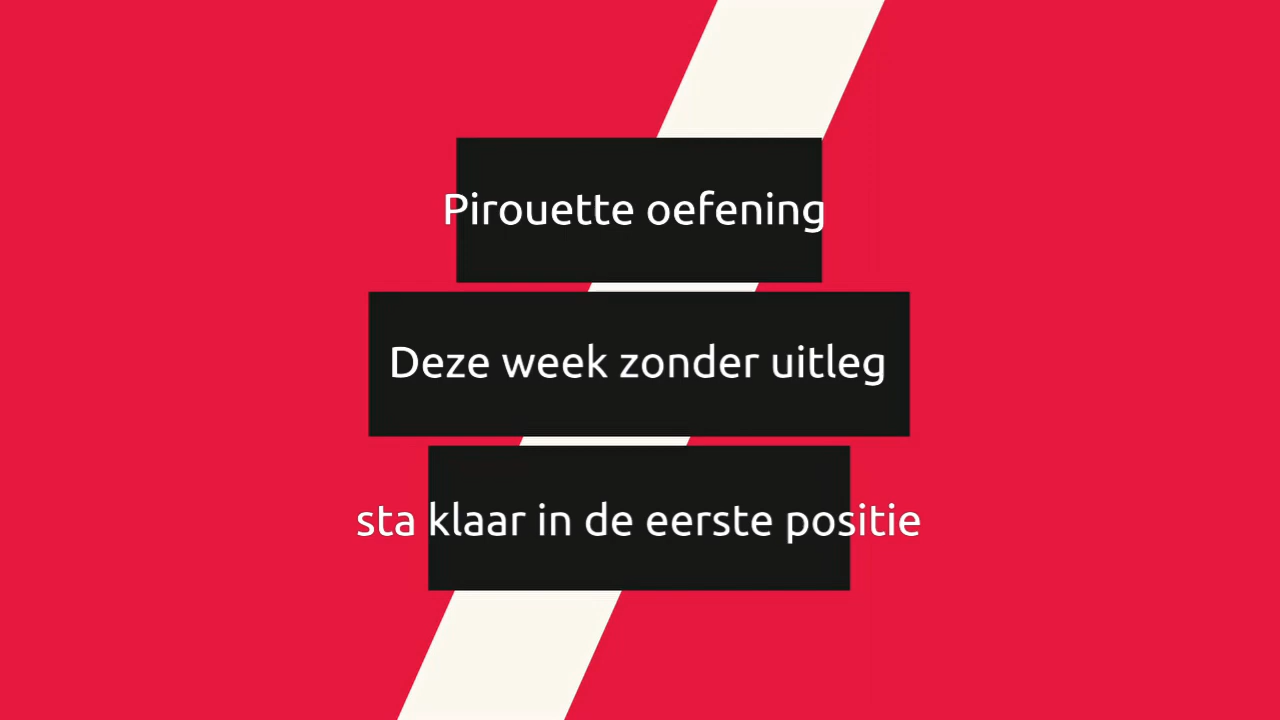 Pirouette oefening
Deze week zonder uitleg
sta klaar in de eerste positie